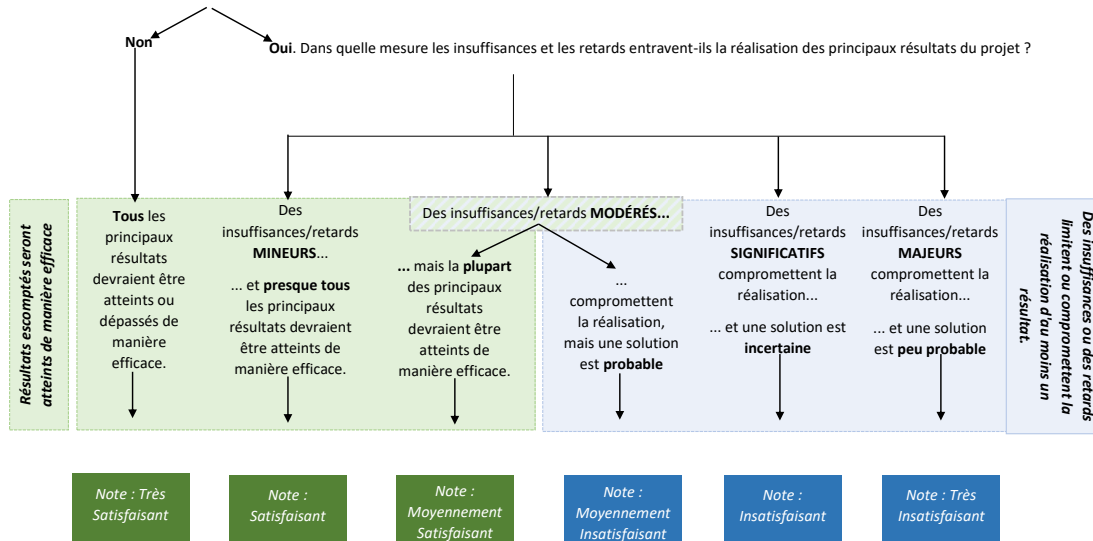 Non
Oui. Dans quelle mesure les insuffisances et les retards entravent-ils la réalisation des principaux résultats du projet ?
Résultats escomptés seront
atteints de manière efficace
Tous les
principaux
résultats
devraient être
atteints ou
dépassés de
manière
efficace.
Des
insuffisances/retards
MINEURS...
... et presque tous
les principaux
résultats devraient
être atteints de
manière efficace.
Des insuffisances/retards MODÉRÉS...
... mais la plupart
des principaux
résultats
devraient être
atteints de
manière efficace.
...
compromettent
la réalisation,
mais une solution
est probable
Des
insuffisances/retards
SIGNIFICATIFS
compromettent la
réalisation...
... et une solution est
incertaine
Des
insuffisances/retards
MAJEURS
compromettent la
réalisation...
... et une solution
est peu probable
Des insuffisances ou des retards
limitent ou compromettent la
réalisation d'au moins un
résultat.
Note : Très
Satisfaisant
Note :
Satisfaisant
Note :
Moyennement
Satisfaisant
Note :
Moyennement
Insatisfaisant
Note :
Insatisfaisant
Note : Très
Insatisfaisant